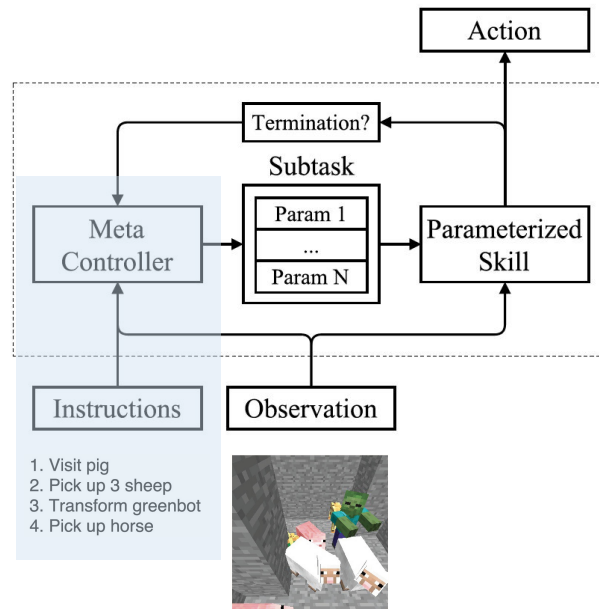 Action
Termination?
Subtask
Meta
Controller
Param 1
...
Param N
Parameterized
Skill
Instructions
Observation
1. Visit pig
2. Pick up 3 sheep
3. Transform greenbot
4. Pick up horse